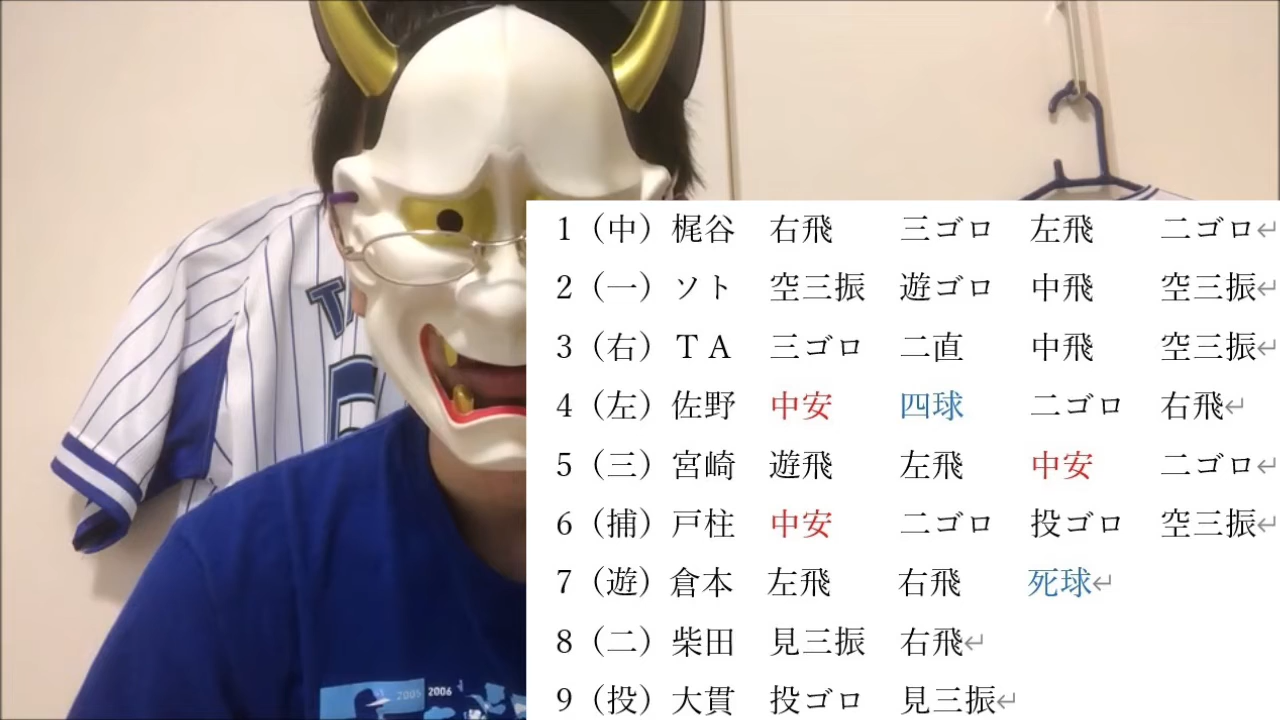 1（中）梶谷 右飛 三ゴロ 左飛 二ゴロ↵
2（一）ソト 空三振 遊ゴロ 中飛 空三振↵
3（右）ＴＡ 三ゴロ 二直 中飛 空三振↵
4（左）佐野 中安 四球 二ゴロ 右飛↵
5（三）宮崎 遊飛 左飛 中安 二ゴロ↵
6（捕）戸柱 中安 二ゴロ 投ゴロ 空三振↵
7（遊）倉本 左飛 右飛 死球↵
8（二）柴田 見三振 右飛↵
9（投）大貫 投ゴロ 見三振↵
2005 2006